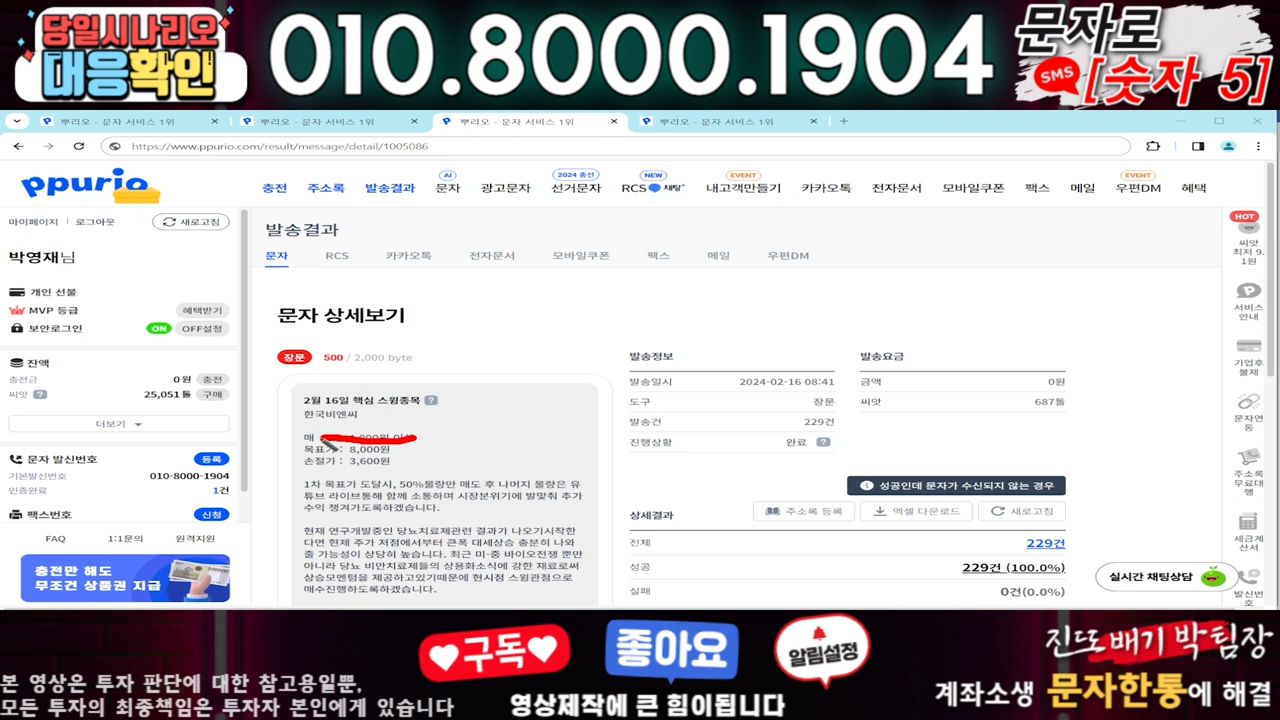 당일시나리오
대응확인
010.8000.1904
문자로
SMS
[숫자 5]
뿌리오 - 문자 서비스 1위
뿌리오 - 문자 서비스 1위
뿌리오 - 문자 서비스 1위
뿌리오 - 문자 서비스 1위
https://www.ppurio.com/result/message/detail/1005086
ppurio
AI
2024 총선
NEW
EVENT
EVENT
충전 주소록 발송결과 문자 광고문자 선거문자 RCS 채팅+ 내고객만들기 카카오톡 전자문서 모바일쿠폰 팩스 메일 우편DM 혜택
마이페이지 로그아웃 새로고침
박영재님
개인 선불
MVP 등급 혜택받기
보안로그인 ON OFF설정
잔액
충전금 0원 충전
씨앗 ? 25,051톨 구매
더보기
문자 발신번호 등록
기본발신번호 010-8000-1904
인증완료 1건
팩스번호 신청
FAQ 1:1문의 원격지원
충전만 해도
무조건 상품권 지급
발송결과
문자 RCS 카카오톡 전자문서 모바일쿠폰 팩스 메일 우편DM
문자 상세보기
장문 500 / 2,000 byte
2월 16일 핵심 스윙종목 ?
한국비엔씨
매
목표가 : 8,000원
손절가 : 3,600원
1차 목표가 도달시, 50%물량만 매도 후 나머지 물량은 유
튜브 라이브통해 함께 소통하며 시장분위기에 발맞춰 추가
수익 챙겨가도록하겠습니다.
현재 연구개발중인 당뇨치료제관련 결과가 나오기시작한
다면 현재 주가 저점에서부터 큰폭 대세상승 충분히 나와
줄 가능성이 상당히 높습니다. 최근 미-중 바이오전쟁 뿐만
아니라 당뇨 비만치료제들의 상용화소식에 강한 재료로써
상승모멘텀을 제공하고있기때문에 현시점 스윙관점으로
매수진행하도록하겠습니다.
발송정보
발송일시 2024-02-16 08:41
도구 장문
발송건 229건
진행상황 완료 ?
발송요금
금액 0원
씨앗 687톨
성공인데 문자가 수신되지 않는 경우
상세결과 주소록 등록 엑셀 다운로드 새로고침
전체 229건
성공 229건 (100.0%)
실패 0건(0.0%)
HOT
씨앗
최저 9.
1원
서비스
안내
기업후
불제
문자연
동
주소록
무료대
행
세금계
산서
발신번
호
실시간 채팅상담
구독
좋아요
알림설정
영상제작에 큰 힘이됩니다
본 영상은 투자 판단에 대한 참고용일뿐,
모든 투자의 최종책임은 투자자 본인에게 있습니다
진또배기 박팀장
계좌소생 문자한통에 해결